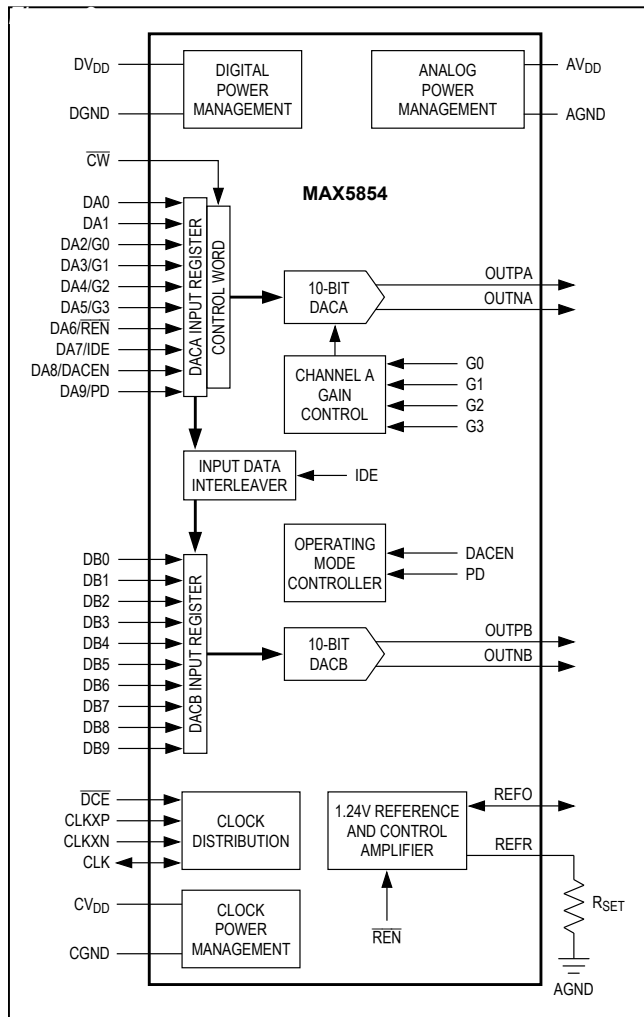 DVDD
DGND
DIGITAL
POWER
MANAGEMENT
ANALOG
POWER
MANAGEMENT
AVDD
AGND
C̅W̅
MAX5854
DA0
DA1
DA2/G0
DA3/G1
DA4/G2
DA5/G3
DA6/R̅E̅N̅
DA7/IDE
DA8/DACEN
DA9/PD
DACA INPUT REGISTER
CONTROL WORD
10-BIT
DACA
OUTPA
OUTNA
CHANNEL A
GAIN
CONTROL
G0
G1
G2
G3
INPUT DATA
INTERLEAVER
IDE
OPERATING
MODE
CONTROLLER
DACEN
PD
DB0
DB1
DB2
DB3
DB4
DB5
DB6
DB7
DB8
DB9
DACB INPUT REGISTER
10-BIT
DACB
OUTPB
OUTNB
D̅C̅E̅
CLKXP
CLKXN
CLK
CLOCK
DISTRIBUTION
1.24V REFERENCE
AND CONTROL
AMPLIFIER
REFO
REFR
RSET
AGND
R̅E̅N̅
CVDD
CGND
CLOCK
POWER
MANAGEMENT